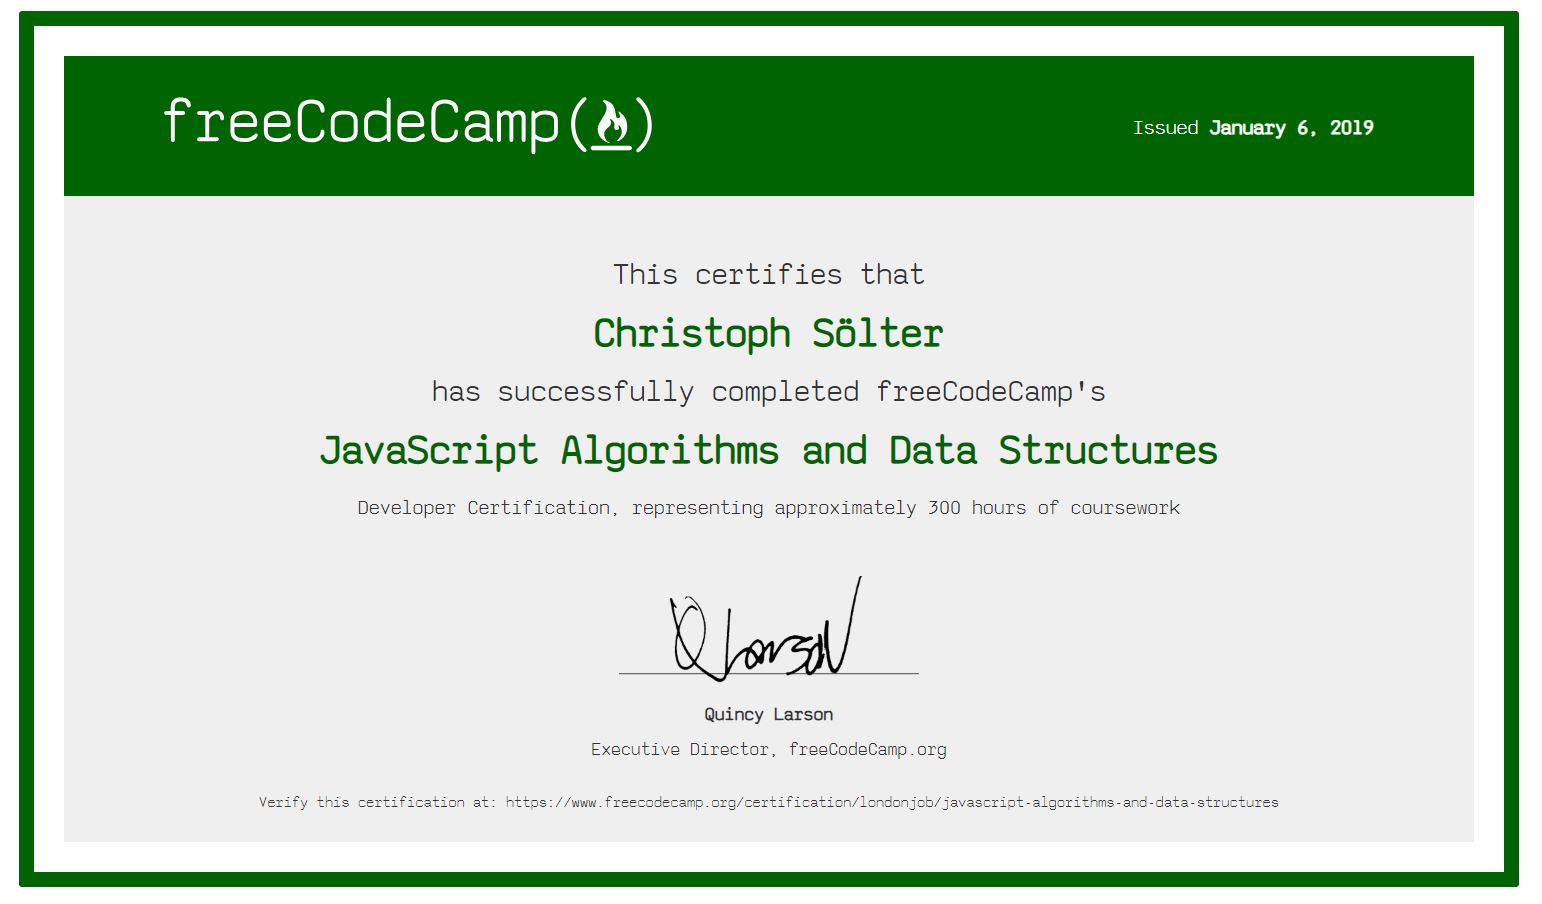 freeCodeCamp()
Issued January 6, 2019
This certifies that
Christoph Sölter
has successfully completed freeCodeCamp's
JavaScript Algorithms and Data Structures
Developer Certification, representing approximately 300 hours of coursework
Q Larson
Quincy Larson
Executive Director, freeCodeCamp.org
Verify this certification at: https://www.freecodecamp.org/certification/londonjob/javascript-algorithms-and-data-structures